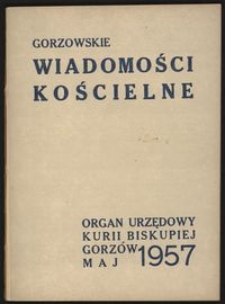 GORZOWSKIE
WIADOMOŚCI
KOŚCIELNE
ORGAN URZĘDOWY
KURII BISKUPIEJ
GORZÓW
MAJ 1957